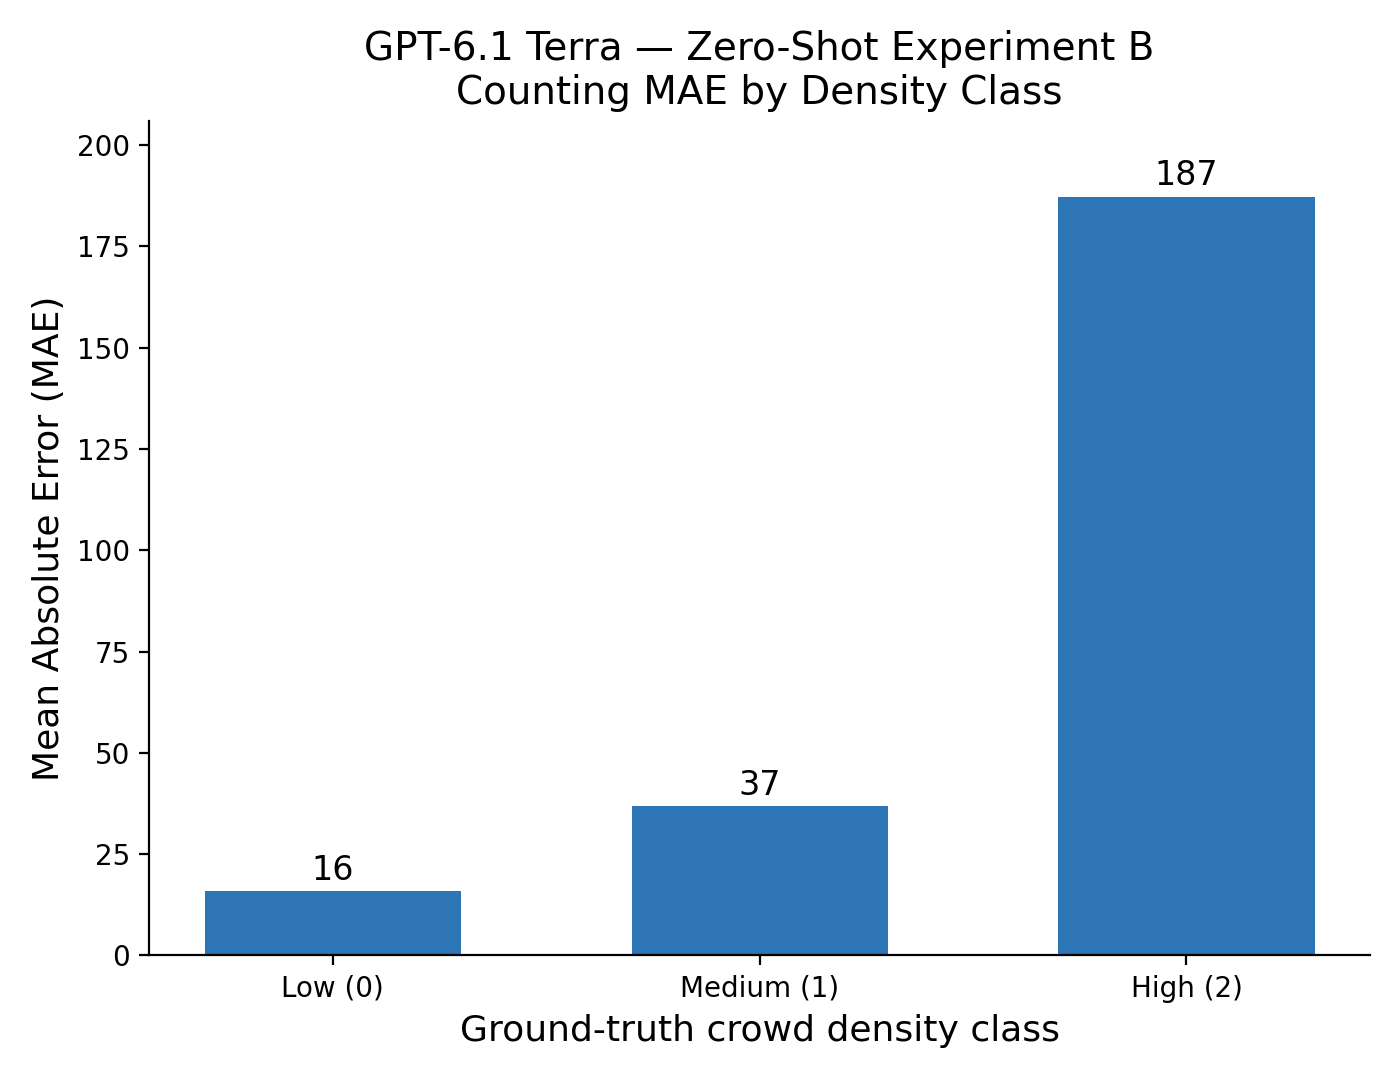 GPT-6.1 Terra — Zero-Shot Experiment B
Counting MAE by Density Class
Mean Absolute Error (MAE)
200
175
150
125
100
75
50
25
0
187
37
16
Low (0)
Medium (1)
High (2)
Ground-truth crowd density class